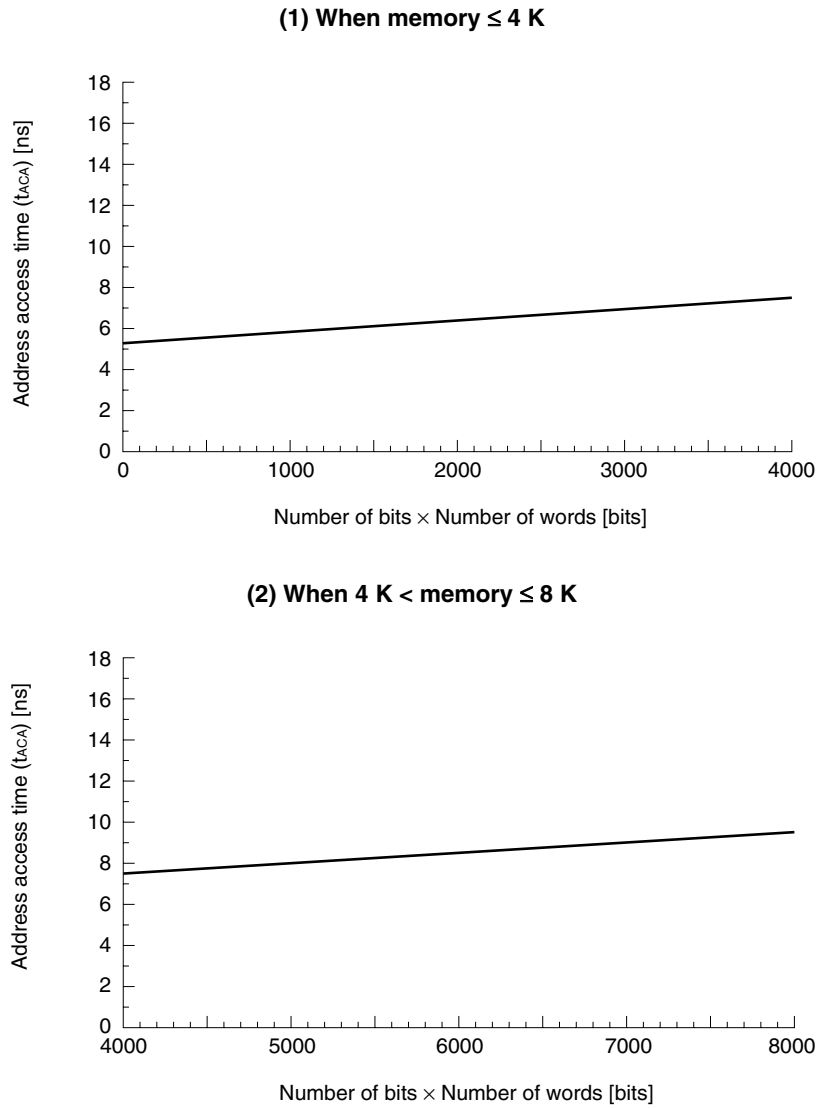 (1) When memory ≤ 4 K
Address access time (tACA) [ns]
18
16
14
12
10
8
6
4
2
0
0 1000 2000 3000 4000
Number of bits × Number of words [bits]
(2) When 4 K < memory ≤ 8 K
Address access time (tACA) [ns]
18
16
14
12
10
8
6
4
2
0
4000 5000 6000 7000 8000
Number of bits × Number of words [bits]